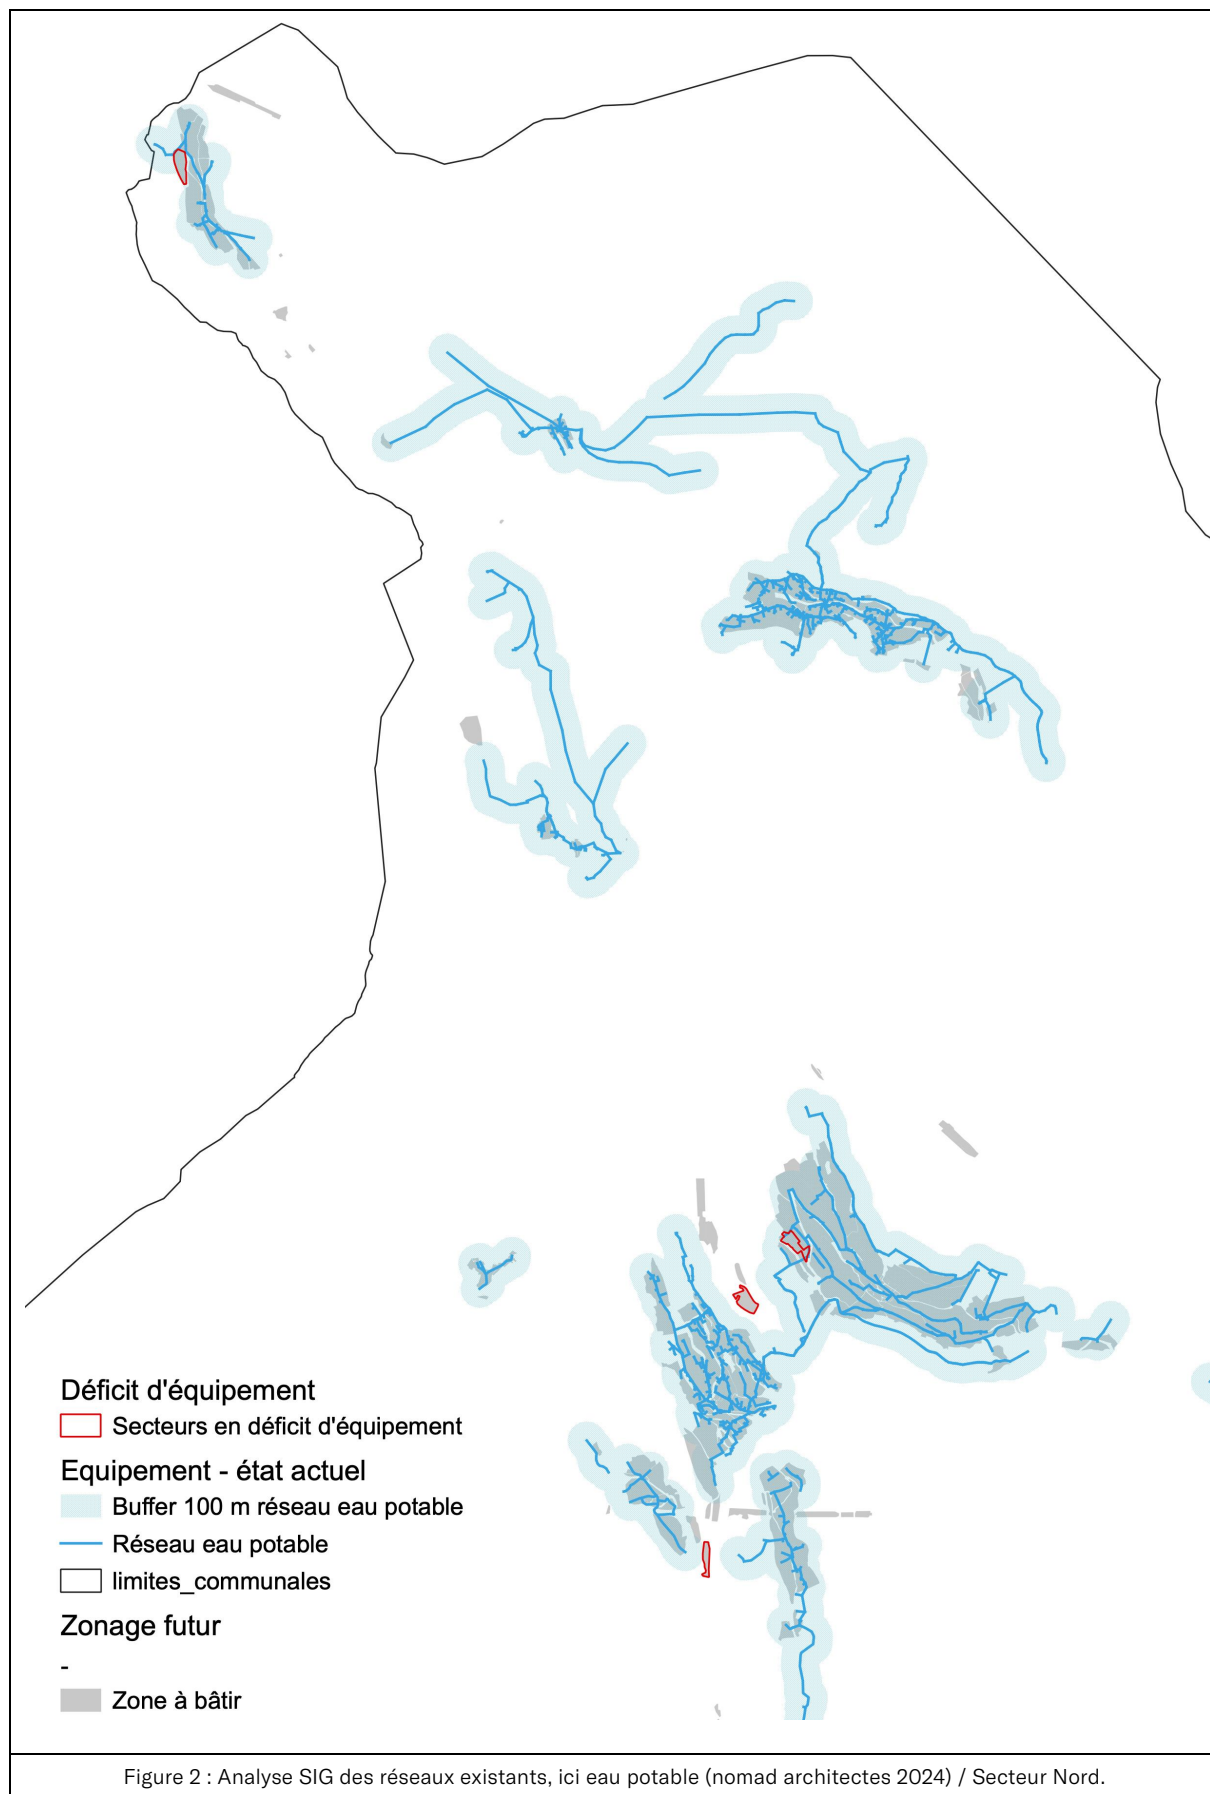 Déficit d'équipement
Secteurs en déficit d'équipement
Equipement - état actuel
Buffer 100 m réseau eau potable
Réseau eau potable
limites_communales
Zonage futur
-
Zone à bâtir
Figure 2 : Analyse SIG des réseaux existants, ici eau potable (nomad architectes 2024) / Secteur Nord.